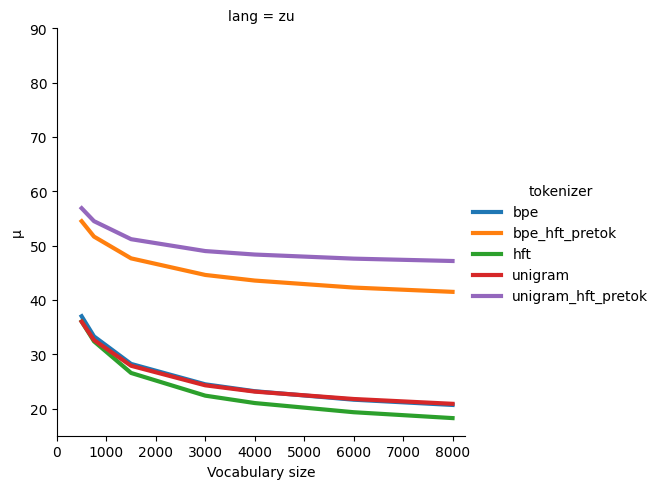 lang = zu
90
80
70
60
50
40
30
20
μ
0 1000 2000 3000 4000 5000 6000 7000 8000
Vocabulary size
tokenizer
bpe
bpe_hft_pretok
hft
unigram
unigram_hft_pretok